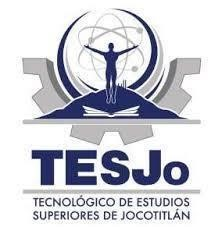 TESJo
TECNOLÓGICO DE ESTUDIOS
SUPERIORES DE JOCOTITLÁN